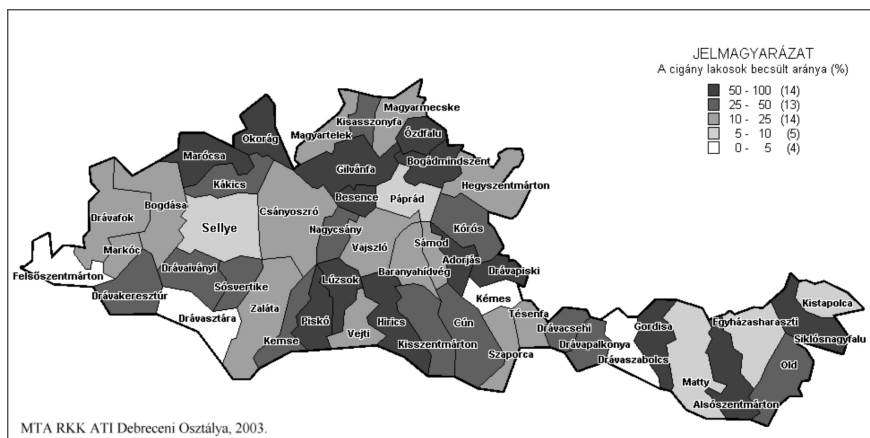 JELMAGYARÁZAT
A cigány lakosok becsült aránya (%)
50 - 100 (14)
25 - 50 (13)
10 - 25 (14)
5 - 10 (5)
0 - 5 (4)
Magyarmecske
Kisasszonyfa
Okorág
Magyartelek
Ózdfalu
Marócsa
Bogádmindszent
Gilvánfa
Kákics
Hegyszentmárton
Besence
Páprád
Bogdása
Drávafok
Csányoszró
Sellye
Kórós
Nagycsány
Sámod
Vajszló
Markóc
Adorjás
Drávaiványi
Baranyahídvég
Drávapiski
Felsőszentmárton
Lúzsok
Sósvertike
Drávakeresztúr
Kémes
Kistapolca
Zaláta
Tésenfa
Drávasztára
Piskó
Hirics
Cún
Gordisa
Egyházasharaszti
Drávacsehi
Vejti
Siklósnagyfalu
Kemse
Kisszentmárton
Drávapalkonya
Szaporca
Drávaszabolcs
Old
Matty
Alsószentmárton
MTA RKK ATI Debreceni Osztálya, 2003.